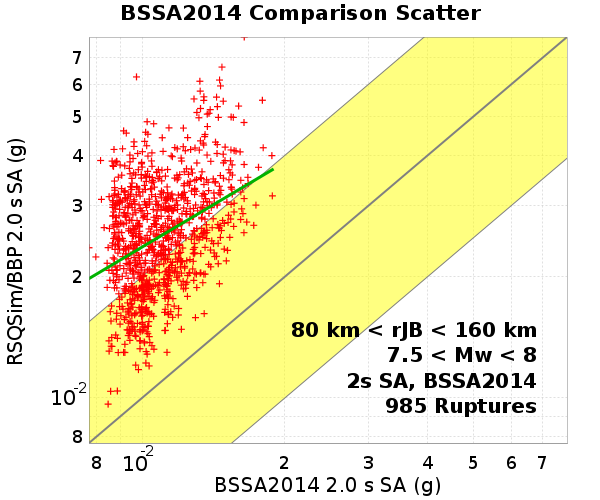 BSSA2014 Comparison Scatter
RSQSim/BBP 2.0 s SA (g)
7
6
5
4
3
2
10-2
8
80 km < rJB < 160 km
7.5 < Mw < 8
2s SA, BSSA2014
985 Ruptures
8 10-2 2 3 4 5 6 7
BSSA2014 2.0 s SA (g)